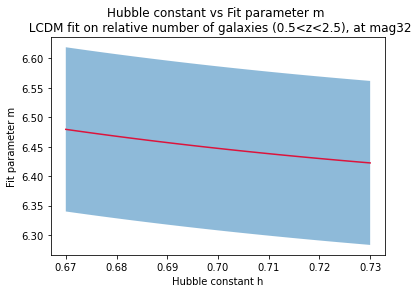 Hubble constant vs Fit parameter m
LCDM fit on relative number of galaxies (0.5<z<2.5), at mag32
6.60
6.55
6.50
6.45
6.40
6.35
6.30
Fit parameter m
0.67 0.68 0.69 0.70 0.71 0.72 0.73
Hubble constant h